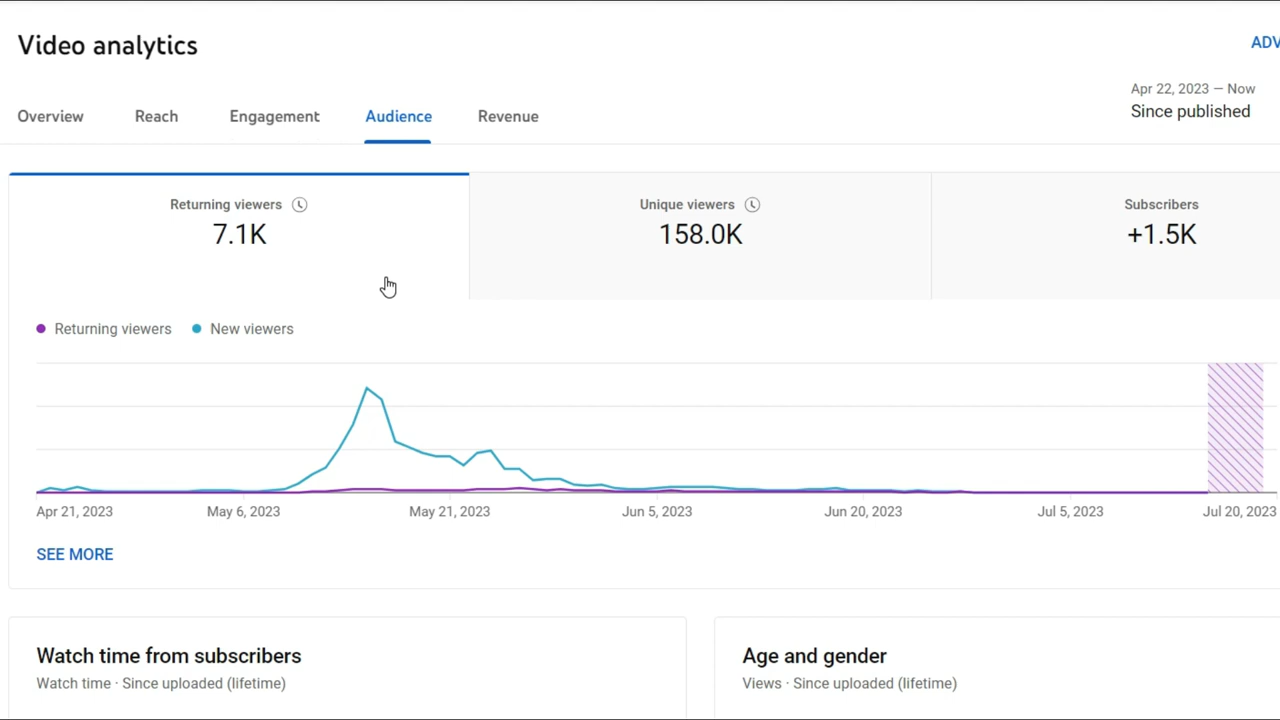 Video analytics
ADV
Apr 22, 2023 – Now
Since published
Overview Reach Engagement Audience Revenue
Returning viewers Unique viewers Subscribers
7.1K 158.0K +1.5K
Returning viewers New viewers
Apr 21, 2023 May 6, 2023 May 21, 2023 Jun 5, 2023 Jun 20, 2023 Jul 5, 2023 Jul 20, 2023
SEE MORE
Watch time from subscribers Age and gender
Watch time · Since uploaded (lifetime) Views · Since uploaded (lifetime)